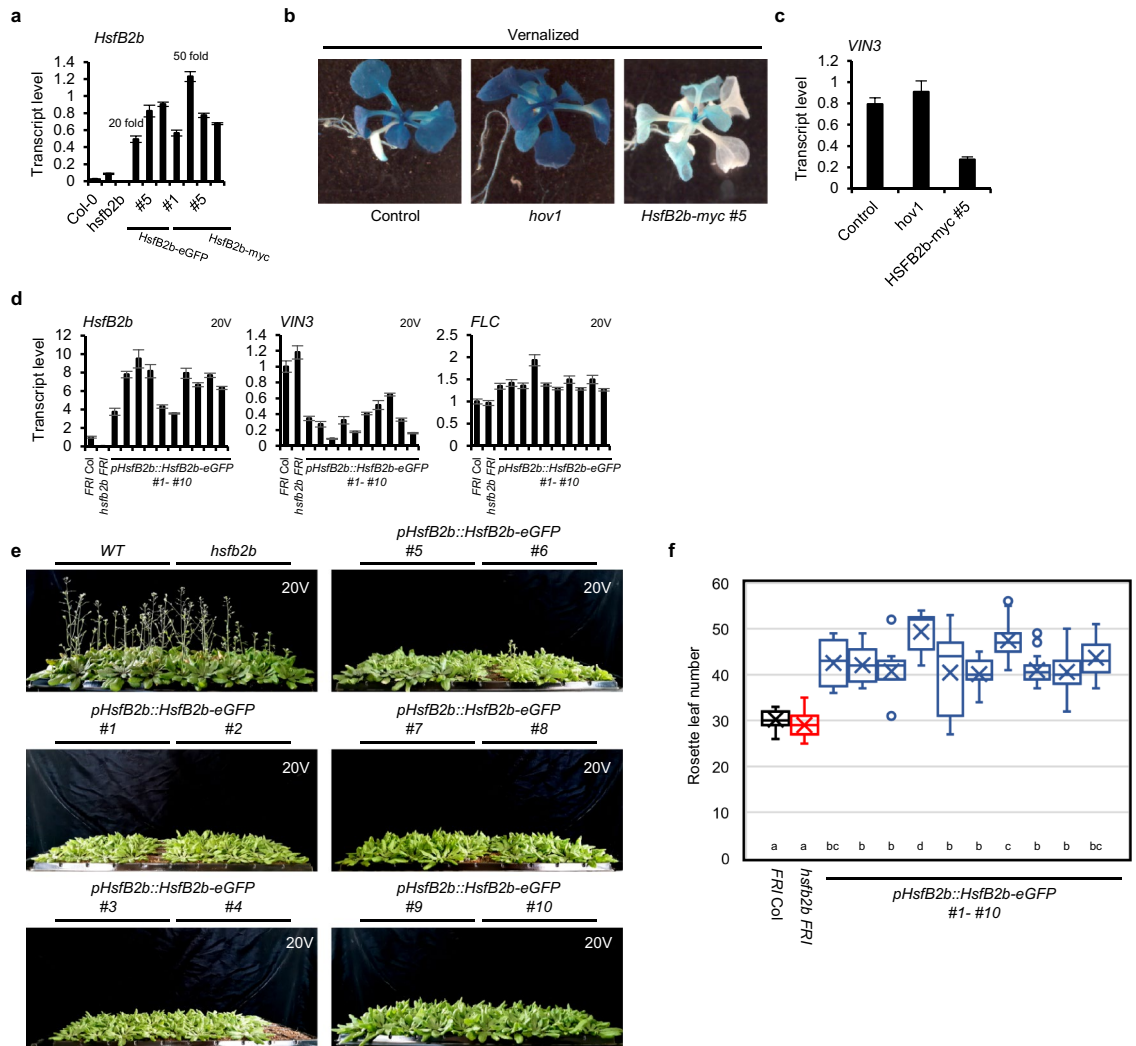 a
HsfB2b
Transcript level
1.4
1.2
1.0
0.8
0.6
0.4
0.2
0
20 fold
50 fold
Col-0
hsfb2b
#5
#1
#5
HsfB2b-eGFP
HsfB2b-myc
b
Vernalized
Control
hov1
HsfB2b-myc #5
c
VIN3
Transcript level
1.2
1
0.8
0.6
0.4
0.2
0
Control
hov1
HSFB2b-myc #5
d
HsfB2b
20V
Transcript level
12
10
8
6
4
2
0
FRI Col
hsfb2b FRI
pHsfB2b::HsfB2b-eGFP
#1- #10
VIN3
20V
1.4
1.2
1
0.8
0.6
0.4
0.2
0
FRI Col
hsfb2b FRI
pHsfB2b::HsfB2b-eGFP
#1- #10
FLC
20V
2.5
2
1.5
1
0.5
0
FRI Col
hsfb2b FRI
pHsfB2b::HsfB2b-eGFP
#1- #10
e
WT hsfb2b
20V
pHsfB2b::HsfB2b-eGFP
#5 #6
20V
pHsfB2b::HsfB2b-eGFP
#1 #2
20V
pHsfB2b::HsfB2b-eGFP
#7 #8
20V
pHsfB2b::HsfB2b-eGFP
#3 #4
20V
pHsfB2b::HsfB2b-eGFP
#9 #10
20V
f
Rosette leaf number
60
50
40
30
20
10
0
a a bc b b d b b c b b bc
FRI Col
hsfb2b FRI
pHsfB2b::HsfB2b-eGFP
#1- #10